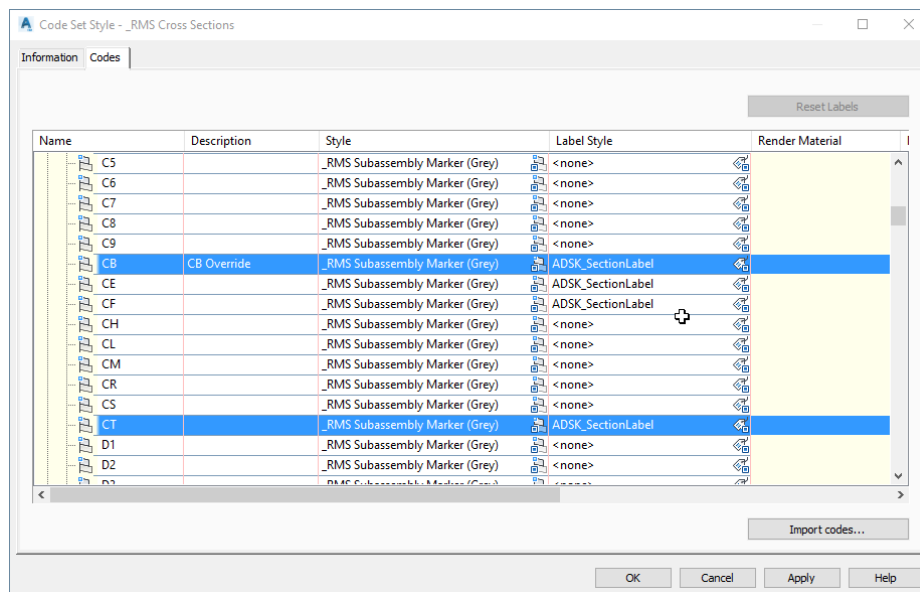 Code Set Style - _RMS Cross Sections
Information Codes
Reset Labels
Name Description Style Label Style Render Material
C5 _RMS Subassembly Marker (Grey) <none>
C6 _RMS Subassembly Marker (Grey) <none>
C7 _RMS Subassembly Marker (Grey) <none>
C8 _RMS Subassembly Marker (Grey) <none>
C9 _RMS Subassembly Marker (Grey) <none>
CB CB Override _RMS Subassembly Marker (Grey) ADSK_SectionLabel
CE _RMS Subassembly Marker (Grey) ADSK_SectionLabel
CF _RMS Subassembly Marker (Grey) ADSK_SectionLabel
CH _RMS Subassembly Marker (Grey) <none>
CL _RMS Subassembly Marker (Grey) <none>
CM _RMS Subassembly Marker (Grey) <none>
CR _RMS Subassembly Marker (Grey) <none>
CS _RMS Subassembly Marker (Grey) <none>
CT _RMS Subassembly Marker (Grey) ADSK_SectionLabel
D1 _RMS Subassembly Marker (Grey) <none>
D2 _RMS Subassembly Marker (Grey) <none>
Import codes...
OK Cancel Apply Help